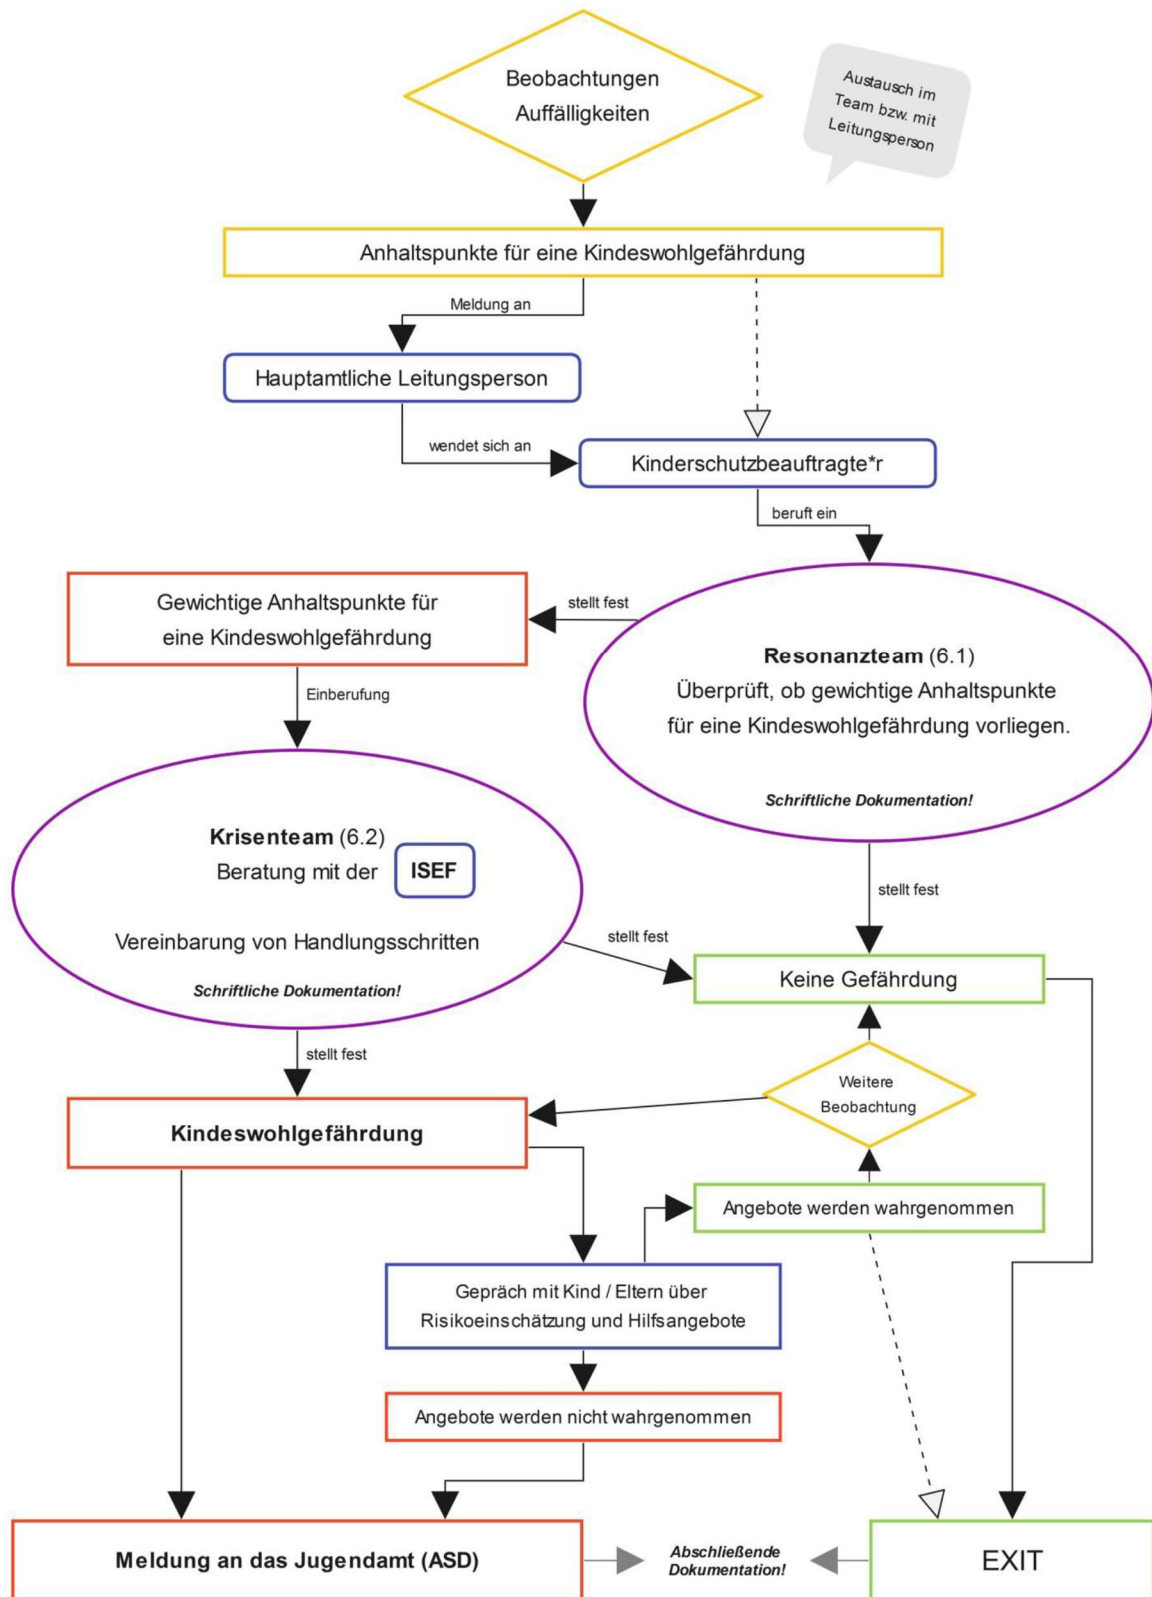 Beobachtungen
Auffälligkeiten
Austausch im
Team bzw. mit
Leitungsperson
Anhaltspunkte für eine Kindeswohlgefährdung
Meldung an
Hauptamtliche Leitungsperson
wendet sich an
Kinderschutzbeauftragte*r
beruft ein
Gewichtige Anhaltspunkte für
eine Kindeswohlgefährdung
stellt fest
Resonanzteam (6.1)
Überprüft, ob gewichtige Anhaltspunkte
für eine Kindeswohlgefährdung vorliegen.
Schriftliche Dokumentation!
Einberufung
Krisenteam (6.2)
Beratung mit der ISEF
Vereinbarung von Handlungsschritten
Schriftliche Dokumentation!
stellt fest
stellt fest
Keine Gefährdung
stellt fest
Weitere
Beobachtung
Kindeswohlgefährdung
Angebote werden wahrgenommen
Gepräch mit Kind / Eltern über
Risikoeinschätzung und Hilfsangebote
Angebote werden nicht wahrgenommen
Meldung an das Jugendamt (ASD)
Abschließende
Dokumentation!
EXIT